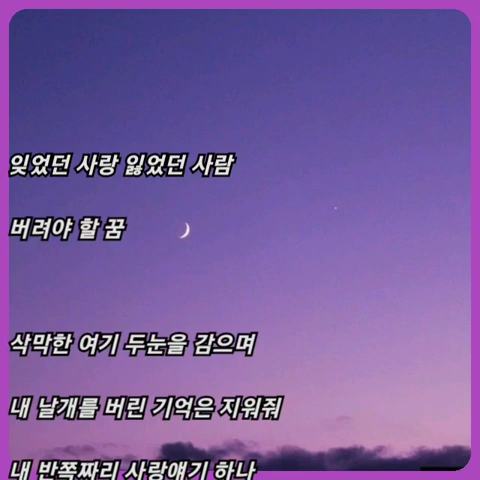 잊었던 사랑 잃었던 사람
버려야 할 꿈
삭막한 여기 두눈을 감으며
내 날개를 버린 기억은 지워줘
내 반쪽짜리 사랑얘기 하나